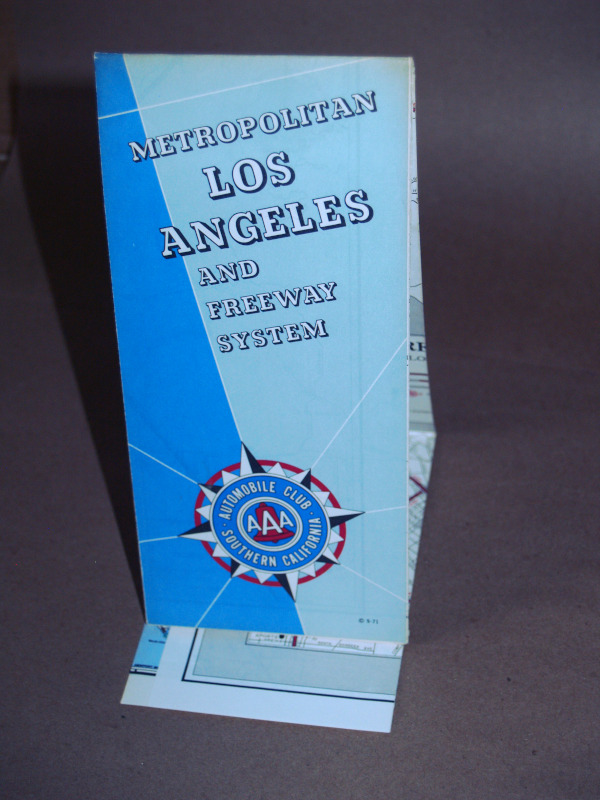 METROPOLITAN
LOS
ANGELES
AND
FREEWAY
SYSTEM
AUTOMOBILE CLUB
AAA
SOUTHERN CALIFORNIA